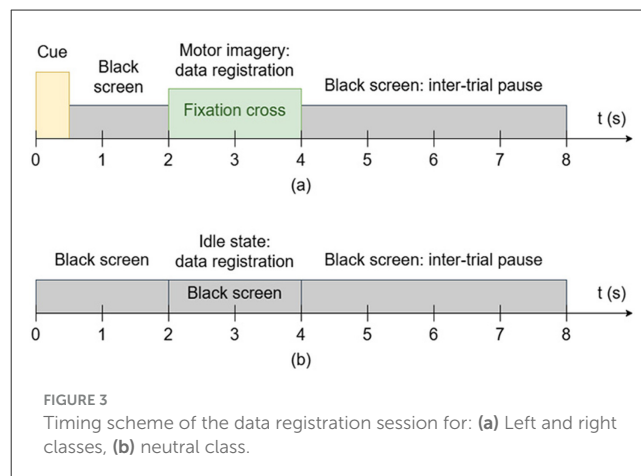 Cue
Black
screen
Motor imagery:
data registration
Black screen: inter-trial pause
Fixation cross
t (s)
0 1 2 3 4 5 6 7 8
(a)
Idle state:
Black screen data registration Black screen: inter-trial pause
Black screen
t (s)
0 1 2 3 4 5 6 7 8
(b)
FIGURE 3
Timing scheme of the data registration session for: (a) Left and right
classes, (b) neutral class.